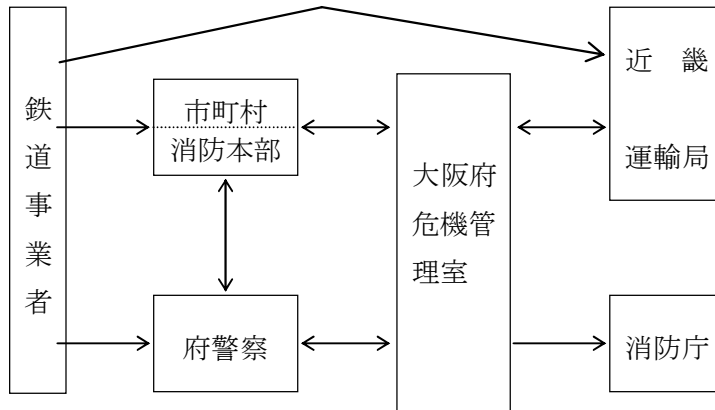 鉄道事業者
市町村
消防本部
府警察
大阪府
危機管
理室
近　畿
運輸局
消防庁